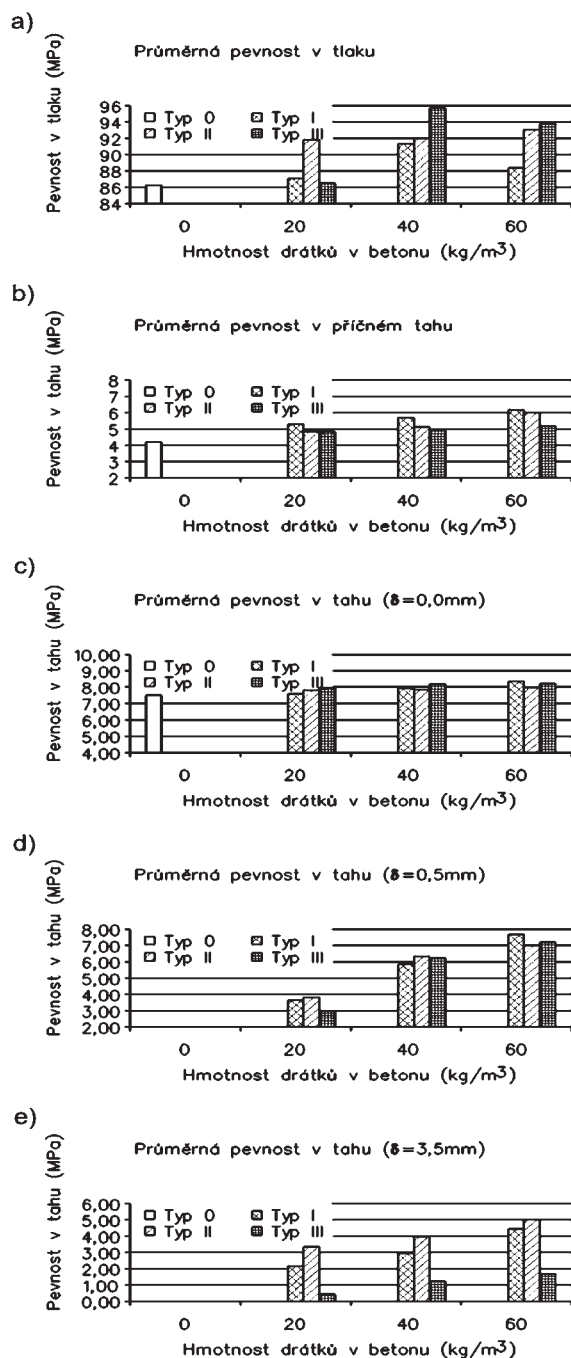 a)
Průměrná pevnost v tlaku
Pevnost v tlaku (MPa)
96
94
92
90
88
86
84
Typ 0 Typ I
Typ II Typ III
0 20 40 60
Hmotnost drátků v betonu (kg/m³)
b)
Průměrná pevnost v příčném tahu
Pevnost v tahu (MPa)
8
7
6
5
4
3
2
Typ 0 Typ I
Typ II Typ III
0 20 40 60
Hmotnost drátků v betonu (kg/m³)
c)
Průměrná pevnost v tahu (δ=0,0mm)
Pevnost v tahu (MPa)
10,00
9,00
8,00
7,00
6,00
5,00
4,00
Typ 0 Typ I
Typ II Typ III
0 20 40 60
Hmotnost drátků v betonu (kg/m³)
d)
Průměrná pevnost v tahu (δ=0,5mm)
Pevnost v tahu (MPa)
8,00
7,00
6,00
5,00
4,00
3,00
2,00
Typ 0 Typ I
Typ II Typ III
0 20 40 60
Hmotnost drátků v betonu (kg/m³)
e)
Průměrná pevnost v tahu (δ=3,5mm)
Pevnost v tahu (MPa)
6,00
5,00
4,00
3,00
2,00
1,00
0,00
Typ 0 Typ I
Typ II Typ III
0 20 40 60
Hmotnost drátků v betonu (kg/m³)